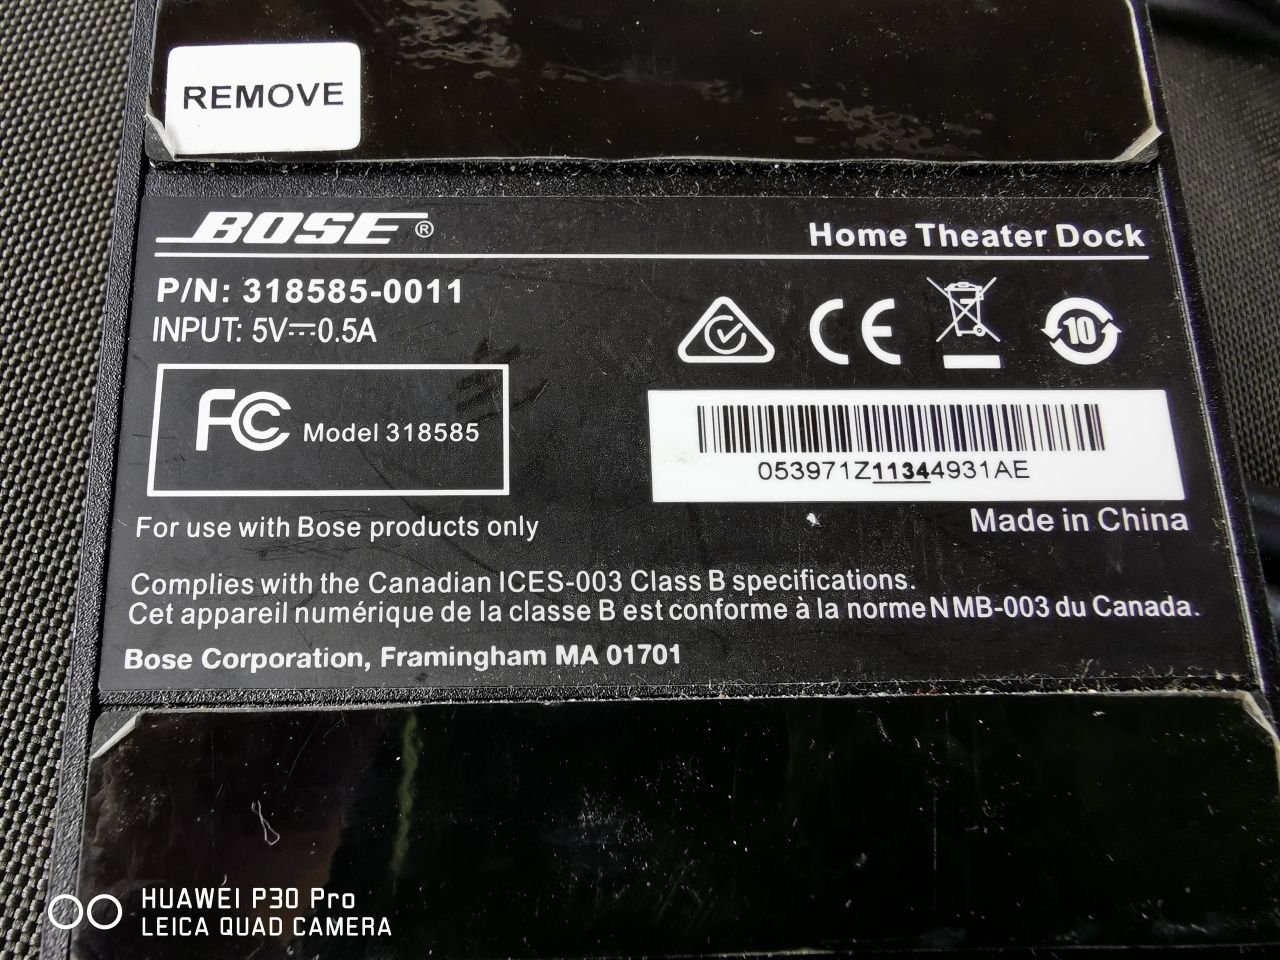 REMOVE
BOSE®
Home Theater Dock
P/N: 318585-0011
INPUT: 5V⎓0.5A
FC Model 318585
CE
10
053971Z11344931AE
For use with Bose products only
Made in China
Complies with the Canadian ICES-003 Class B specifications.
Cet appareil numérique de la classe B est conforme à la norme NMB-003 du Canada.
Bose Corporation, Framingham MA 01701
HUAWEI P30 Pro
LEICA QUAD CAMERA